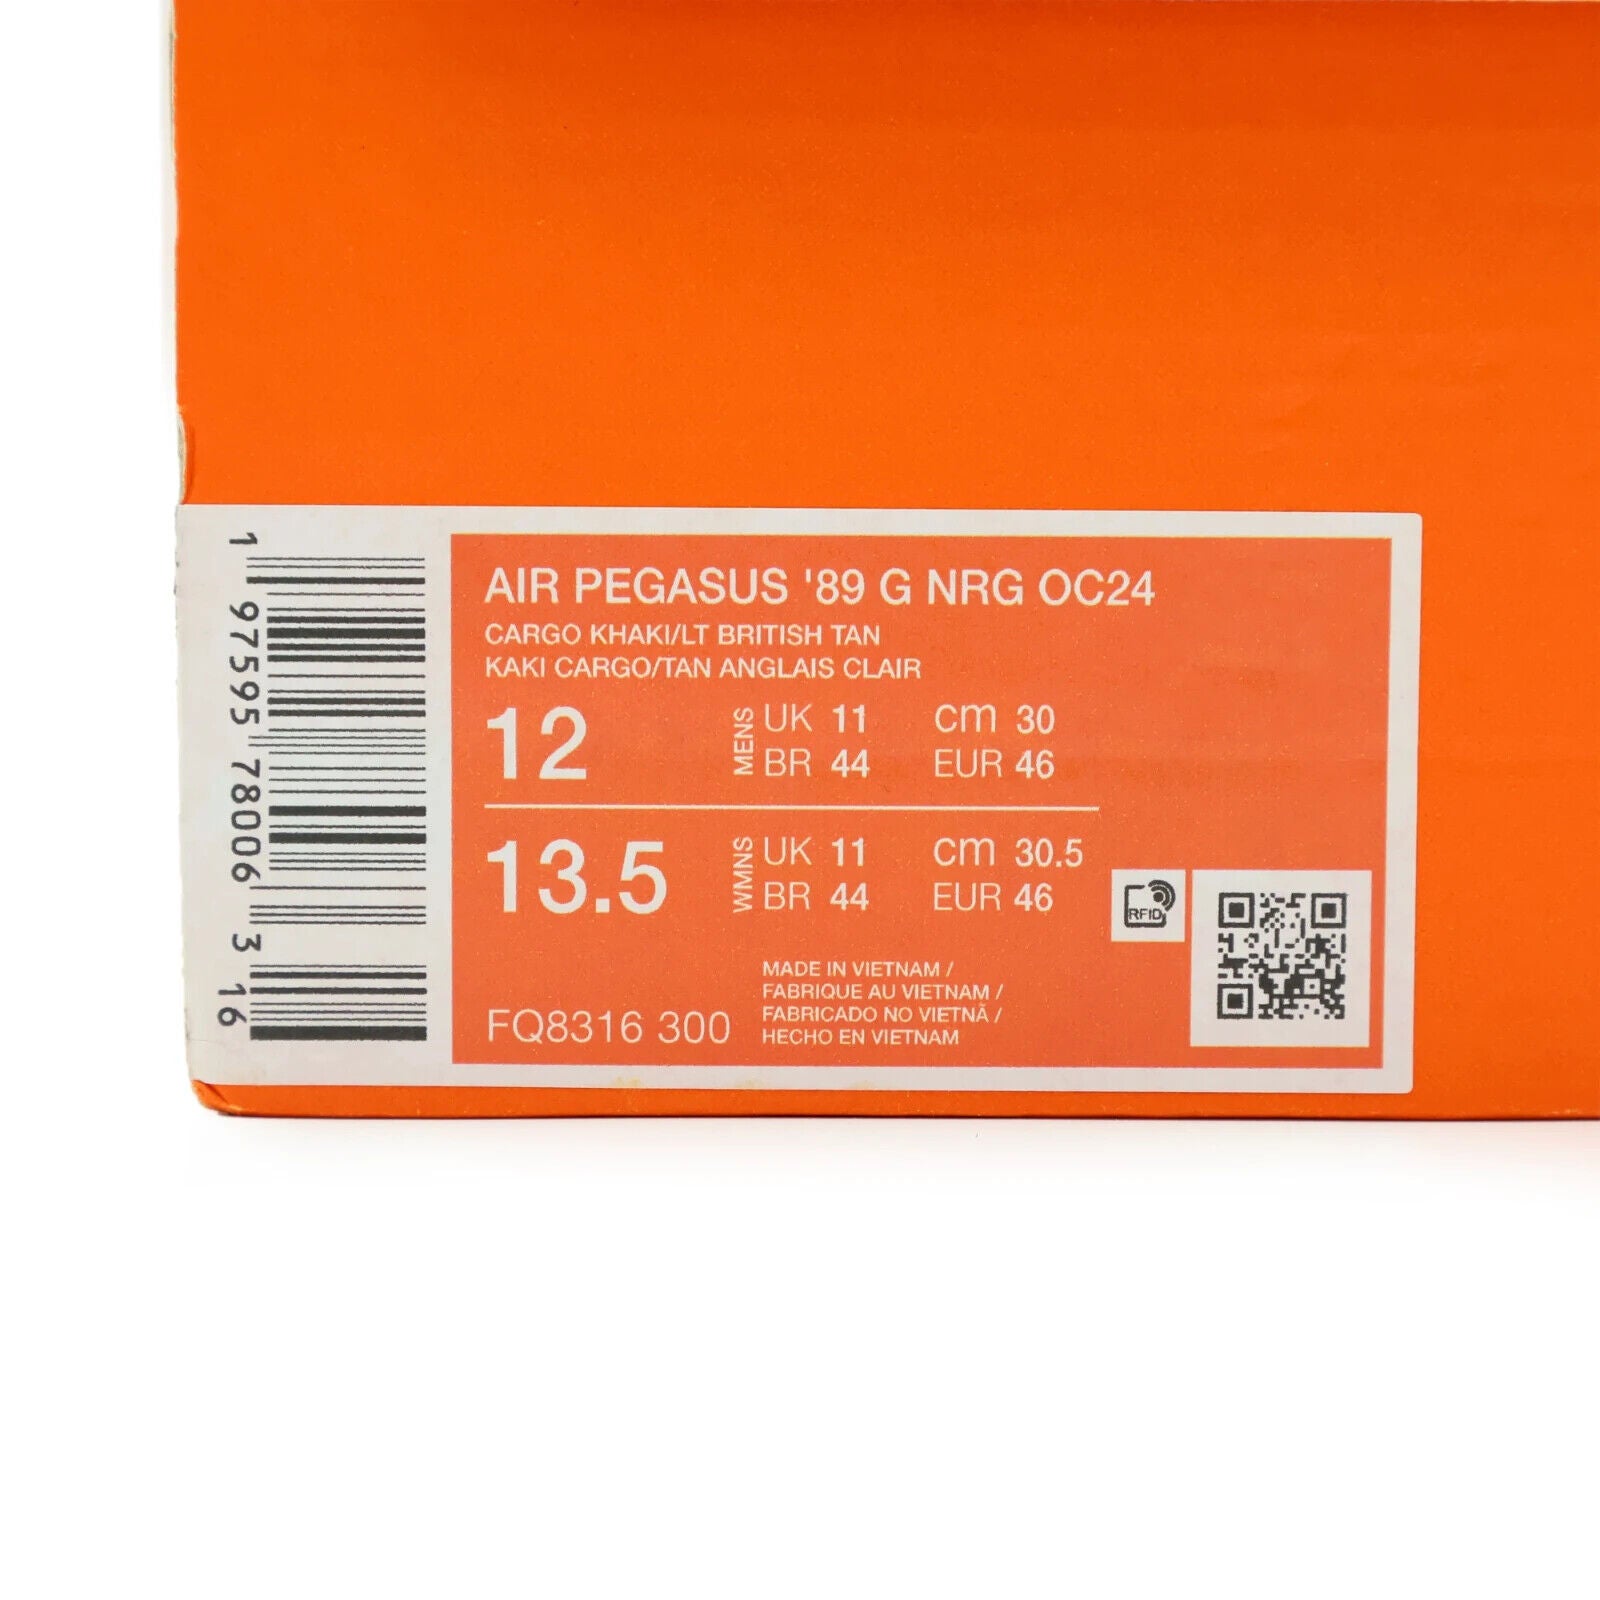 1 97595 78006 3 16
AIR PEGASUS '89 G NRG OC24
CARGO KHAKI/LT BRITISH TAN
KAKI CARGO/TAN ANGLAIS CLAIR
12 MENS UK 11 cm 30
BR 44 EUR 46
13.5 WMNS UK 11 cm 30.5
BR 44 EUR 46
RFID
FQ8316 300
MADE IN VIETNAM /
FABRIQUE AU VIETNAM /
FABRICADO NO VIETNÃ /
HECHO EN VIETNAM